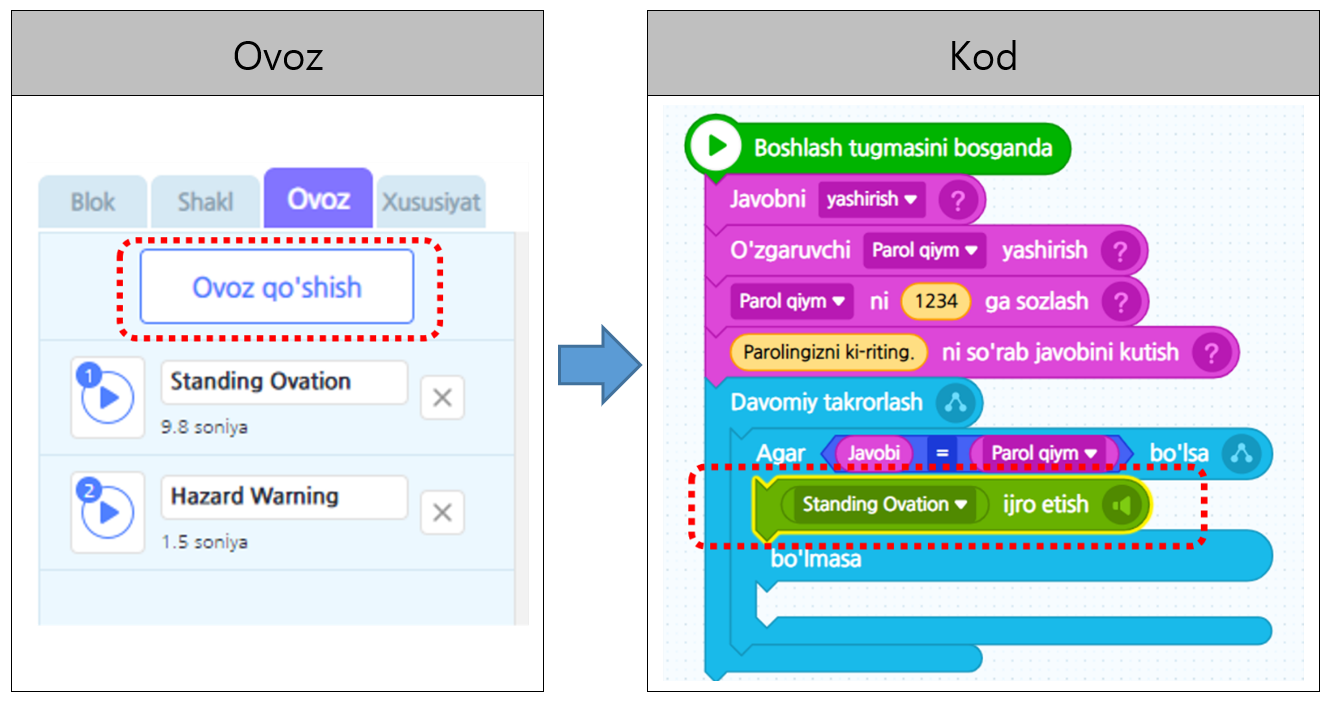 Ovoz
Blok Shakl Ovoz Xususiyat
Ovoz qo'shish
1 Standing Ovation
9.8 soniya
2 Hazard Warning
1.5 soniya
Kod
Boshlash tugmasini bosganda
Javobni yashirish ?
O'zgaruvchi Parol qiym yashirish ?
Parol qiym ni 1234 ga sozlash ?
Parolingizni ki-riting. ni so'rab javobini kutish ?
Davomiy takrorlash
Agar Javobi = Parol qiym bo'lsa
Standing Ovation ijro etish
bo'lmasa